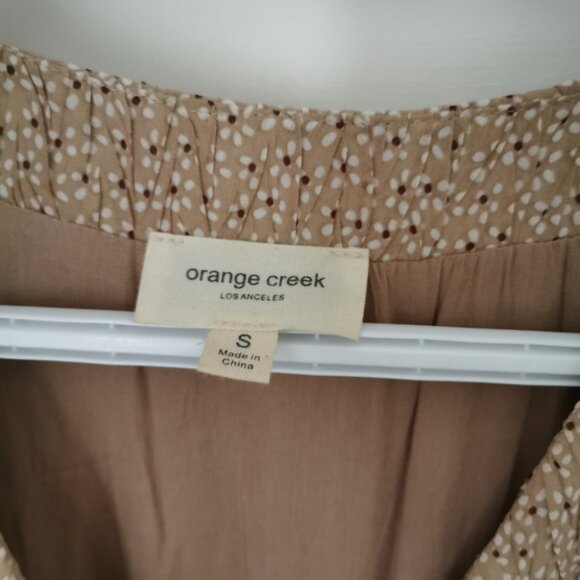 orange creek
LOS ANGELES
S
Made in
China